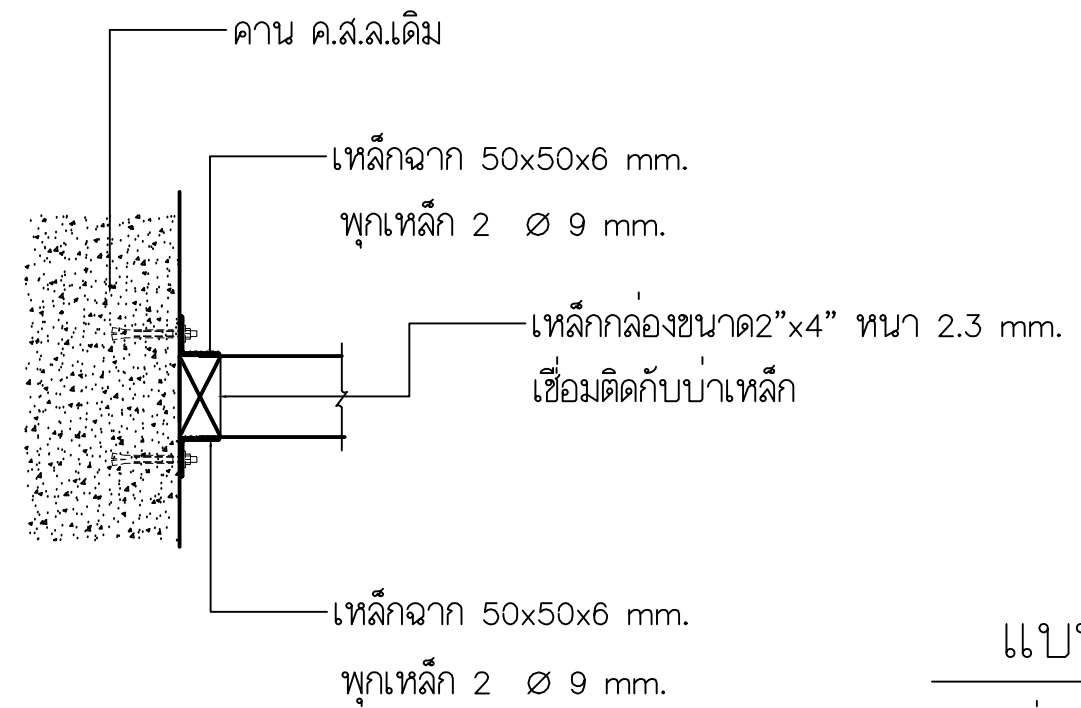 คาน ค.ส.ล.เดิม
เหล็กฉาก 50x50x6 mm.
พุกเหล็ก 2 Ø 9 mm.
เหล็กกล่องขนาด2”x4” หนา 2.3 mm.
เชื่อมติดกับบ่าเหล็ก
เหล็กฉาก 50x50x6 mm.
พุกเหล็ก 2 Ø 9 mm.